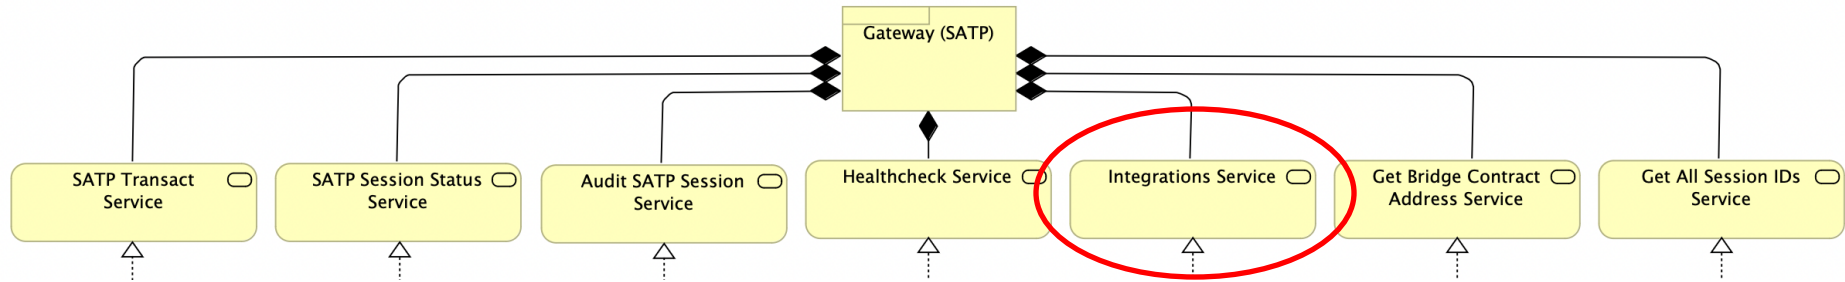 Gateway (SATP)
SATP Transact
Service
SATP Session Status
Service
Audit SATP Session
Service
Healthcheck Service
Integrations Service
Get Bridge Contract
Address Service
Get All Session IDs
Service